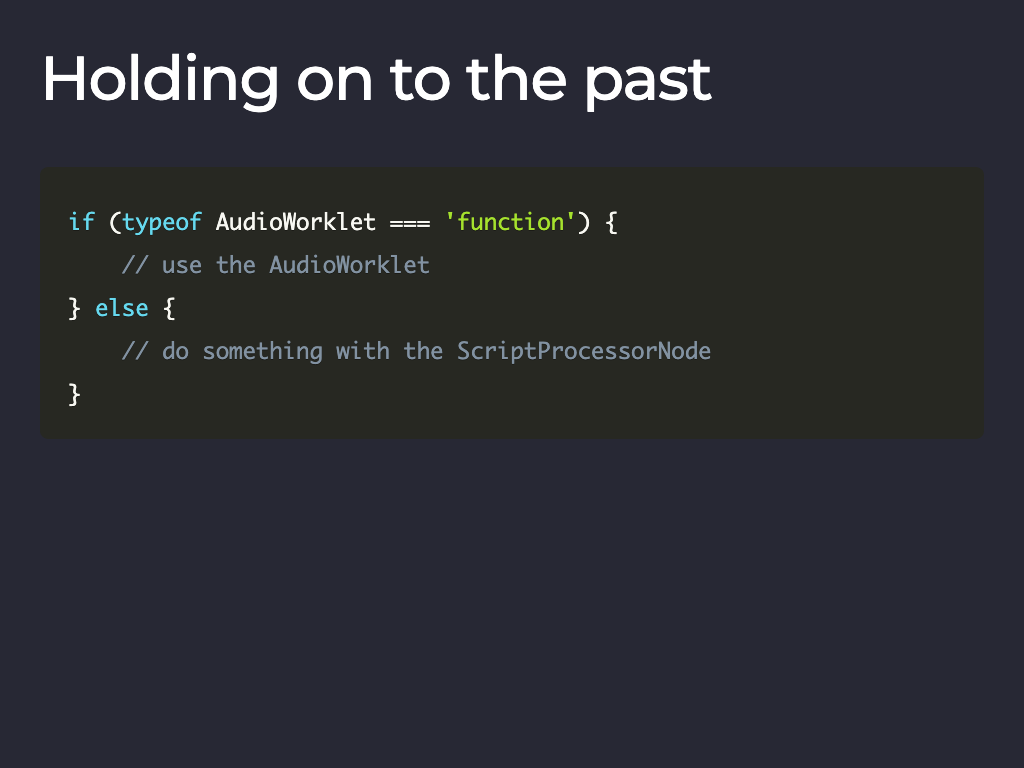 Holding on to the past
if (typeof AudioWorklet === 'function') {
    // use the AudioWorklet
} else {
    // do something with the ScriptProcessorNode
}